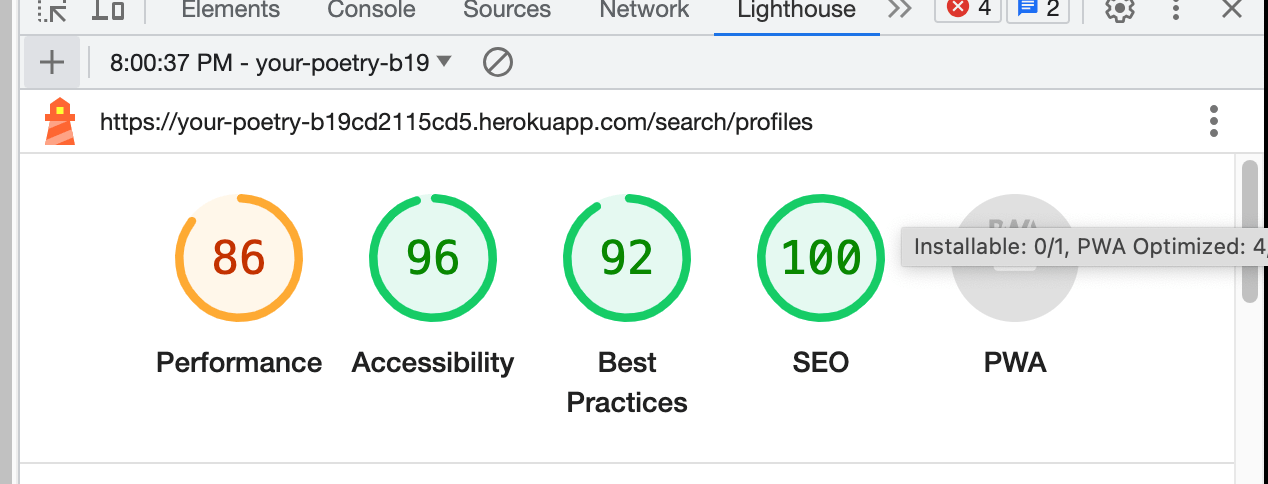 Elements Console Sources Network Lighthouse 4 2
8:00:37 PM - your-poetry-b19
https://your-poetry-b19cd2115cd5.herokuapp.com/search/profiles
86 96 92 100
Installable: 0/1, PWA Optimized: 4,
Performance Accessibility Best SEO PWA
Practices